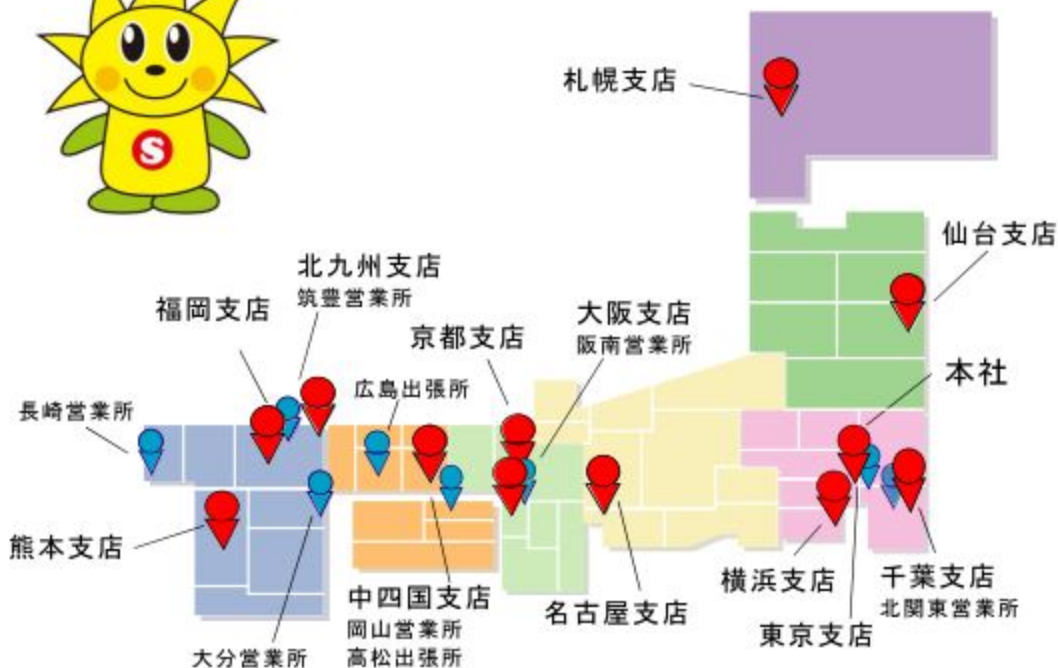 S
札幌支店
仙台支店
北九州支店
筑豊営業所
福岡支店
大阪支店
阪南営業所
京都支店
本社
広島出張所
長崎営業所
熊本支店
横浜支店
千葉支店
北関東営業所
中四国支店
岡山営業所
高松出張所
名古屋支店
東京支店
大分営業所